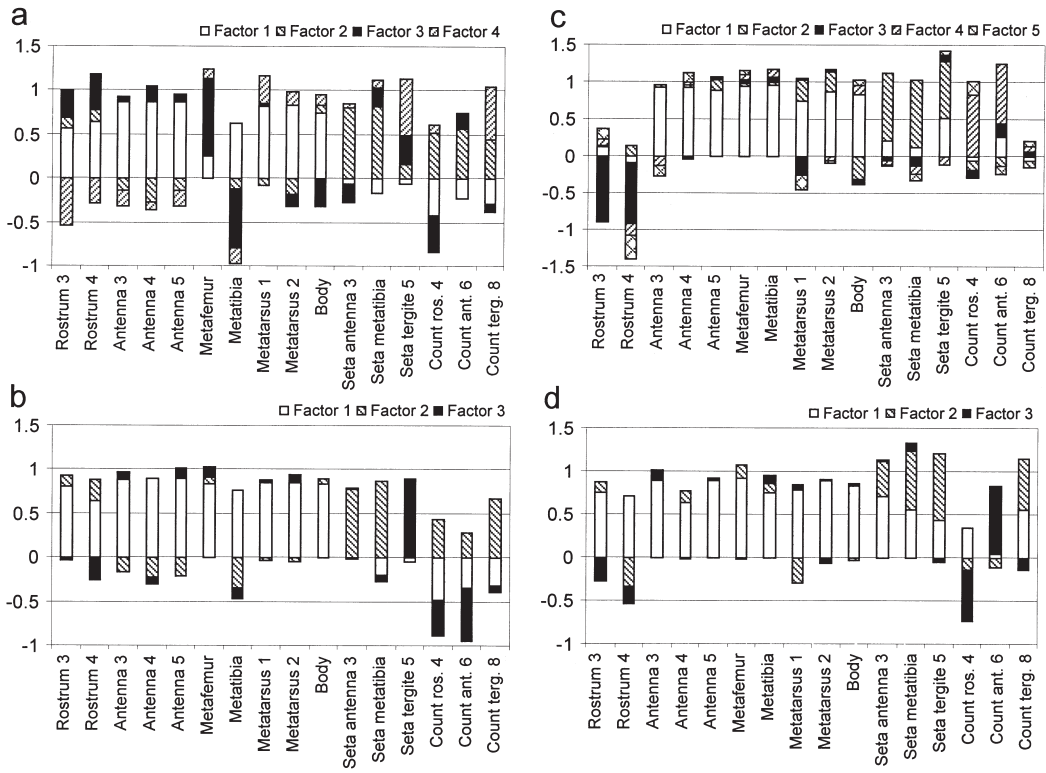 a
Factor 1 Factor 2 Factor 3 Factor 4
1.5
1
0.5
0
-0.5
-1
Rostrum 3
Rostrum 4
Antenna 3
Antenna 4
Antenna 5
Metafemur
Metatibia
Metatarsus 1
Metatarsus 2
Body
Seta antenna 3
Seta metatibia
Seta tergite 5
Count ros. 4
Count ant. 6
Count terg. 8
c
Factor 1 Factor 2 Factor 3 Factor 4 Factor 5
1.5
1
0.5
0
-0.5
-1
-1.5
Rostrum 3
Rostrum 4
Antenna 3
Antenna 4
Antenna 5
Metafemur
Metatibia
Metatarsus 1
Metatarsus 2
Body
Seta antenna 3
Seta metatibia
Seta tergite 5
Count ros. 4
Count ant. 6
Count terg. 8
b
Factor 1 Factor 2 Factor 3
1.5
1
0.5
0
-0.5
-1
Rostrum 3
Rostrum 4
Antenna 3
Antenna 4
Antenna 5
Metafemur
Metatibia
Metatarsus 1
Metatarsus 2
Body
Seta antenna 3
Seta metatibia
Seta tergite 5
Count ros. 4
Count ant. 6
Count terg. 8
d
Factor 1 Factor 2 Factor 3
1.5
1
0.5
0
-0.5
-1
Rostrum 3
Rostrum 4
Antenna 3
Antenna 4
Antenna 5
Metafemur
Metatibia
Metatarsus 1
Metatarsus 2
Body
Seta antenna 3
Seta metatibia
Seta tergite 5
Count ros. 4
Count ant. 6
Count terg. 8